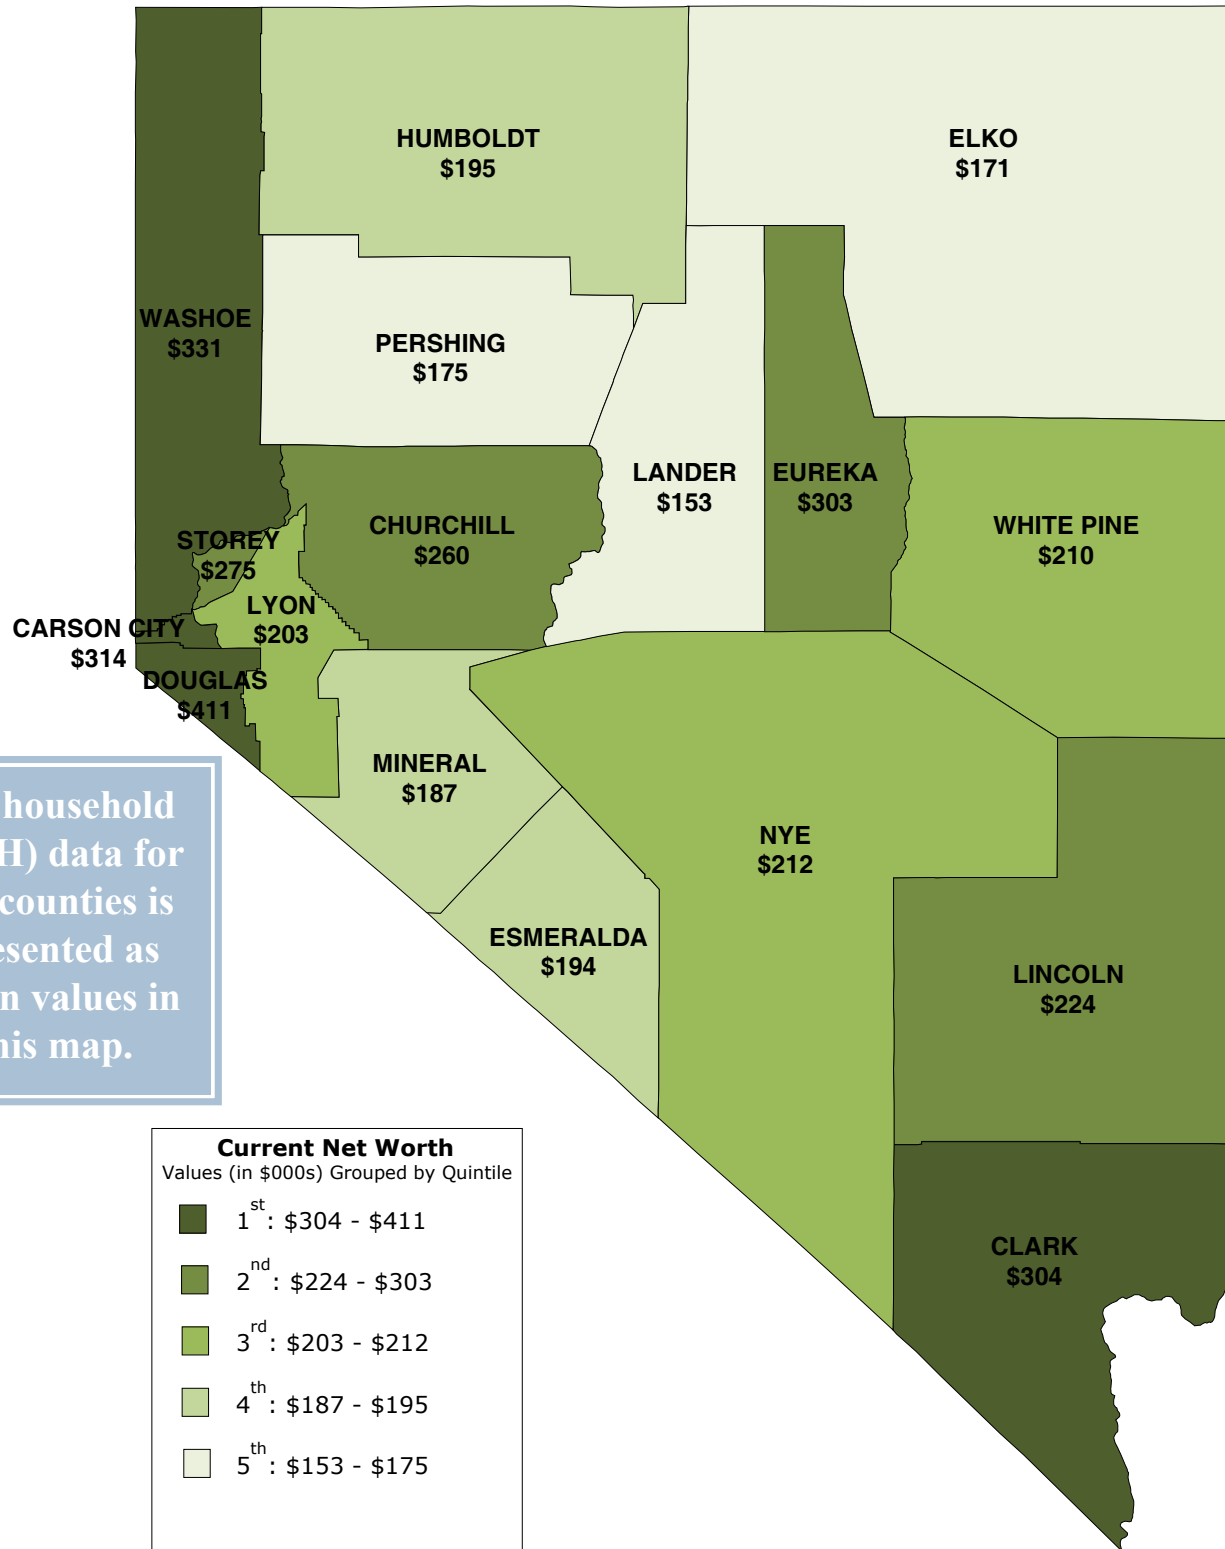 HUMBOLDT
$195
ELKO
$171
WASHOE
$331
PERSHING
$175
LANDER
$153
EUREKA
$303
CHURCHILL
$260
WHITE PINE
$210
STOREY
$275
LYON
$203
CARSON CITY
$314
DOUGLAS
$411
MINERAL
$187
NYE
$212
ESMERALDA
$194
LINCOLN
$224
CLARK
$304
household
H) data for
counties is
esented as
n values in
his map.
Current Net Worth
Values (in $000s) Grouped by Quintile
1st: $304 - $411
2nd: $224 - $303
3rd: $203 - $212
4th: $187 - $195
5th: $153 - $175